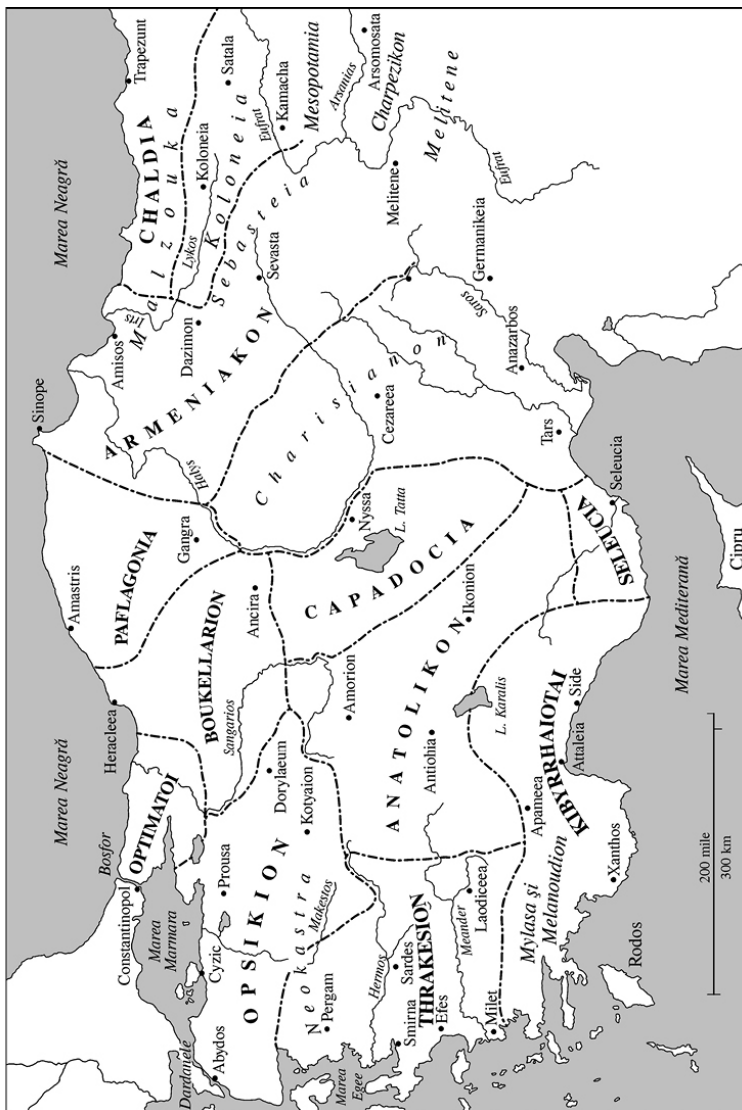 Marea Neagră
Marea Neagră
Sinope
Amastris
Heracleea
Bosfor
Constantinopol
Trapezunt
Amisos
Iris
CHALDIA
Malzouka
PAFLAGONIA
OPTIMATOI
Marea
Marmara
Dardanele
Abydos
Cyzic
Prousa
Gangra
Halys
ARMENIAKON
Dazimon
Lykos
Koloneia
Koloneia
Satala
BOUKELLARION
Sangarios
Ancira
OPSIKION
Dorylaeum
Kotyaion
Sebasteia
Sevasta
Eufrat
Kamacha
Mesopotamia
Charisianon
Neokastra
Makestos
Pergam
Marea
Egee
CAPADOCIA
Nyssa
L. Tatta
Cezareea
Amorion
Arsanias
Arsomosata
Charpezikon
Melitene
Melitene
Hermos
Smirna
Sardes
THRAKESION
Efes
ANATOLIKON
Antiohia
Ikonion
Meander
Laodiceea
Milet
L. Karalis
Saros
Germanikeia
Eufrat
Anazarbos
Tars
Mylasa și
Melanoudion
Apameea
KIBYRRHAIOTAI
Attaleia
Side
SELEUCIA
Seleucia
Xanthos
Rodos
Marea Mediterană
Cipru
200 mile
300 km